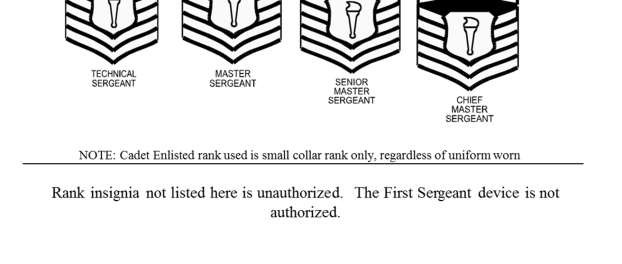 TECHNICAL
SERGEANT
MASTER
SERGEANT
SENIOR
MASTER
SERGEANT
CHIEF
MASTER
SERGEANT
NOTE: Cadet Enlisted rank used is small collar rank only, regardless of uniform worn
Rank insignia not listed here is unauthorized. The First Sergeant device is not
authorized.